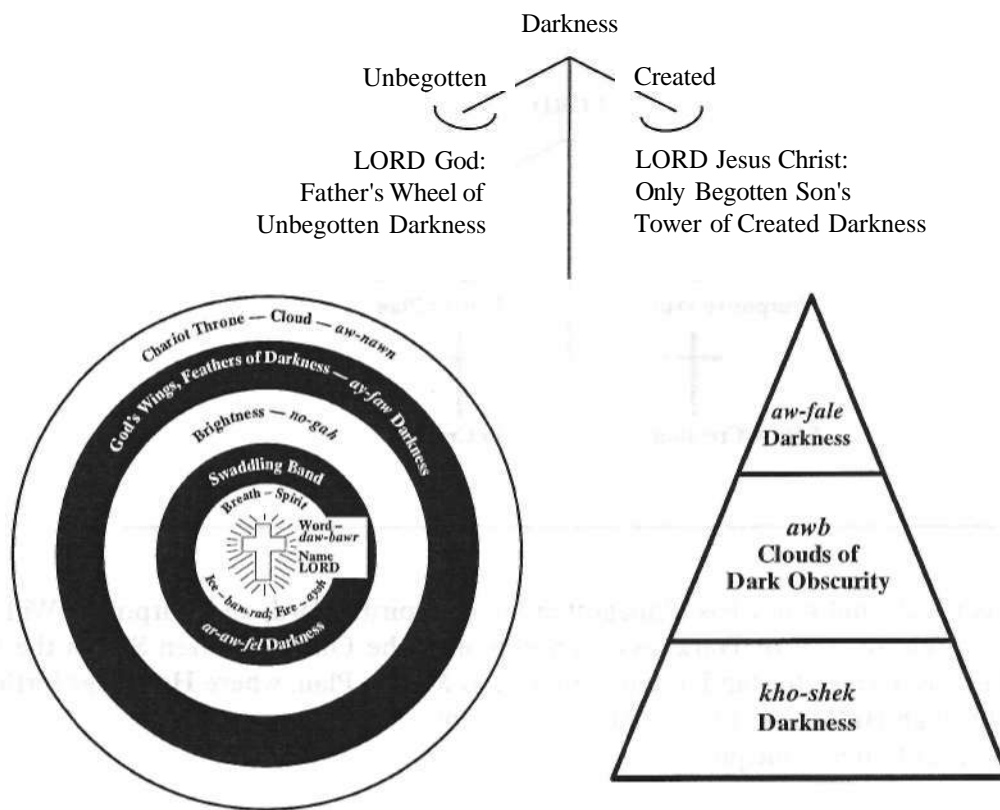 Darkness
Unbegotten
Created
LORD God:
Father's Wheel of
Unbegotten Darkness
LORD Jesus Christ:
Only Begotten Son's
Tower of Created Darkness
Chariot Throne — Cloud — aw-nawn
God's Wings, Feathers of Darkness — ay-faw Darkness
Brightness — no-gah
Swaddling Band
Breath – Spirit
Word –
daw-bawr
Name
LORD
Ice – baw-rad; Fire – aysh
ar-aw-fel Darkness
aw-fale
Darkness
awb
Clouds of
Dark Obscurity
kho-shek
Darkness